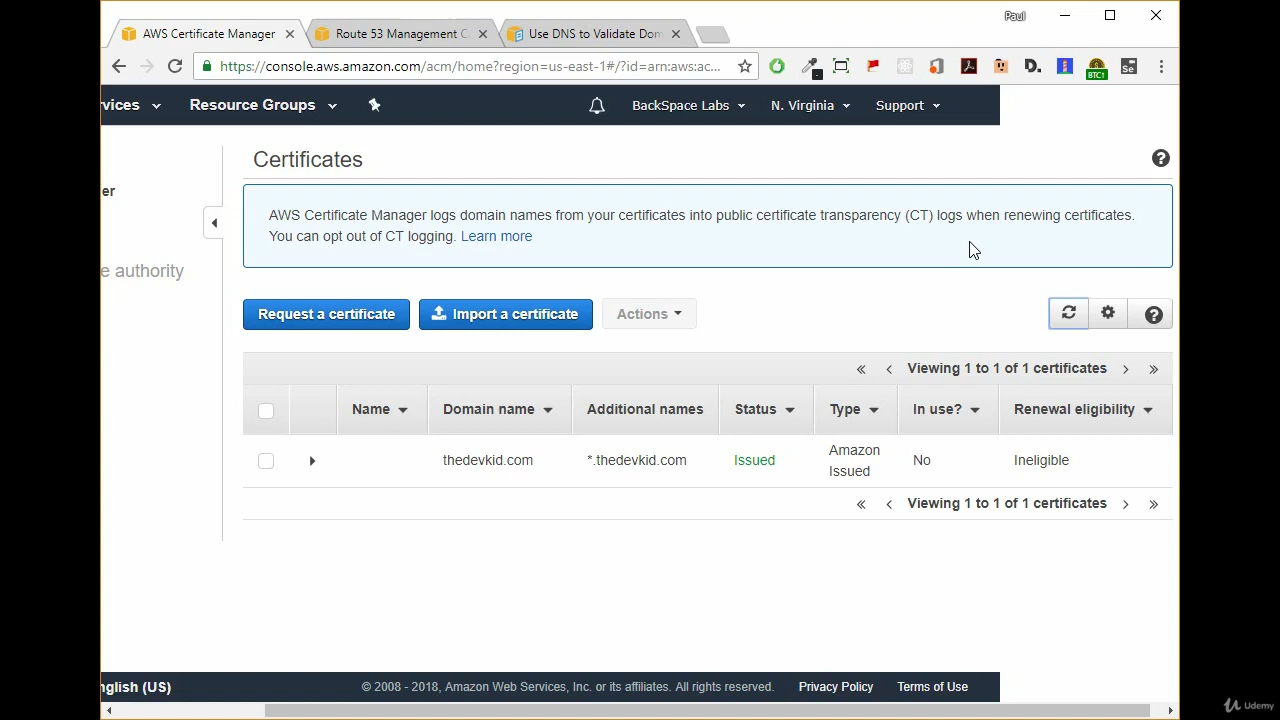 Paul
AWS Certificate Manager
Route 53 Management C
Use DNS to Validate Dom
https://console.aws.amazon.com/acm/home?region=us-east-1#/?id=arn:aws:ac...
D.
BTC1
Se
vices
Resource Groups
BackSpace Labs
N. Virginia
Support
er
e authority
Certificates
AWS Certificate Manager logs domain names from your certificates into public certificate transparency (CT) logs when renewing certificates.
You can opt out of CT logging. Learn more
Request a certificate
Import a certificate
Actions
« ‹ Viewing 1 to 1 of 1 certificates › »
Name
Domain name
Additional names
Status
Type
In use?
Renewal eligibility
thedevkid.com
*.thedevkid.com
Issued
Amazon
Issued
No
Ineligible
« ‹ Viewing 1 to 1 of 1 certificates › »
nglish (US)
© 2008 - 2018, Amazon Web Services, Inc. or its affiliates. All rights reserved.
Privacy Policy
Terms of Use
Udemy